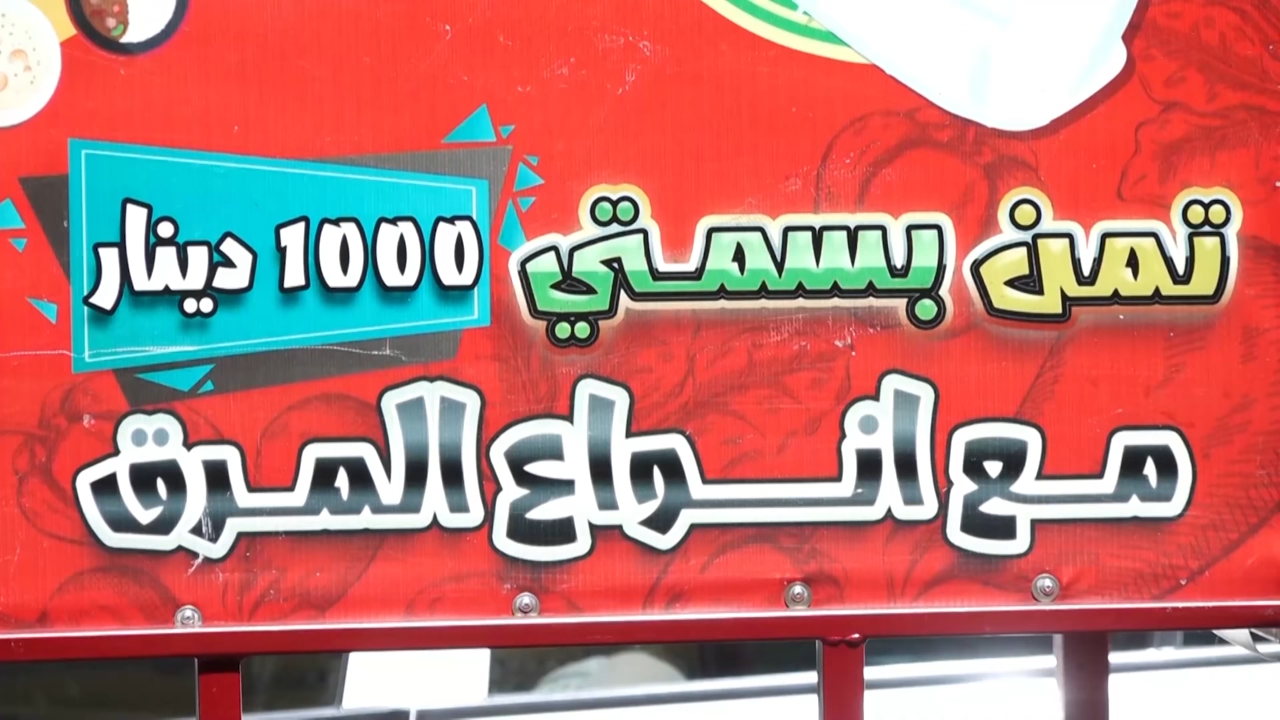 تمن بسمتي 1000 دينار
مع انواع المرق